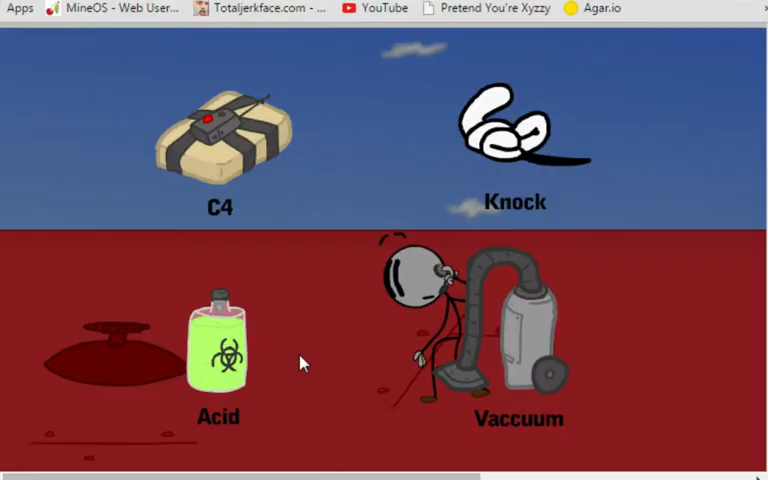 Apps MineOS - Web User... Totaljerkface.com - ... YouTube Pretend You're Xyzzy Agar.io
C4
Knock
Acid
Vaccuum